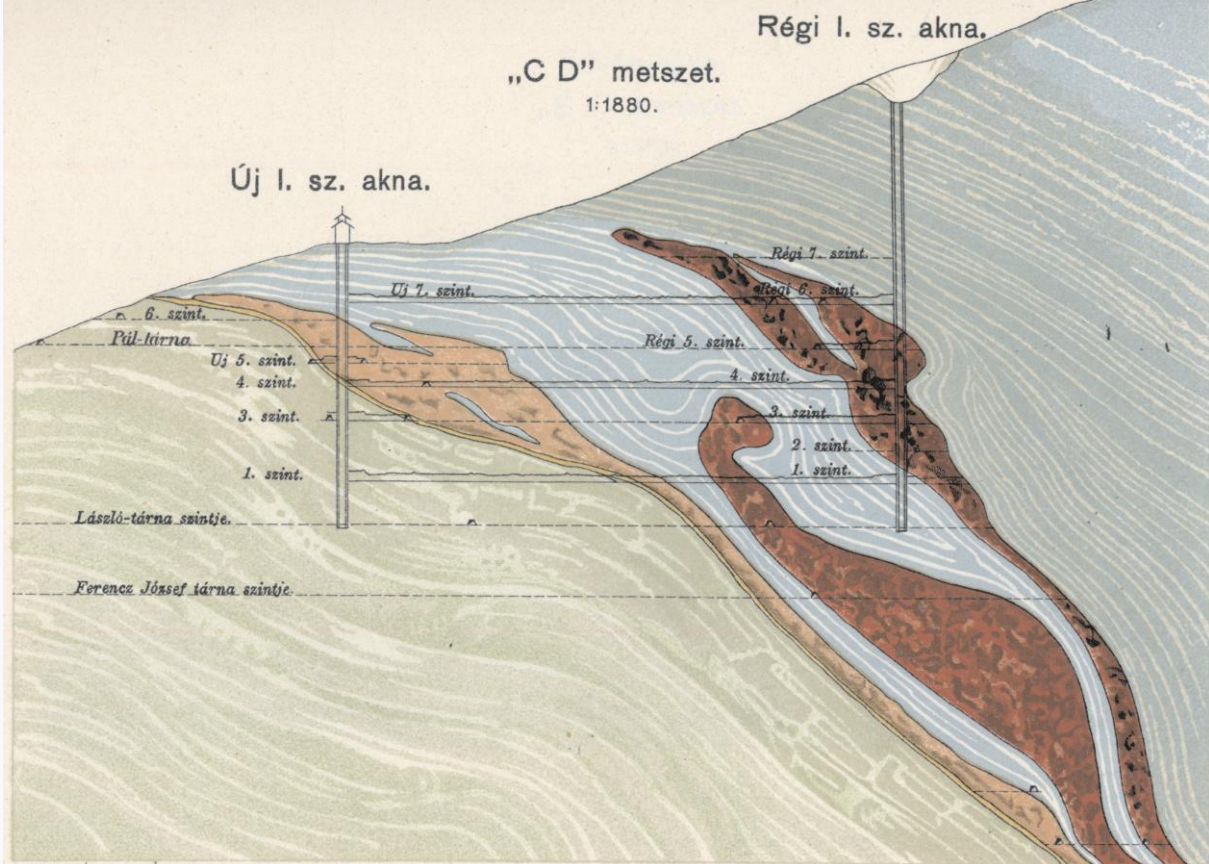 Régi I. sz. akna.
„C D” metszet.
1:1880.
Új I. sz. akna.
Régi 7. szint.
Uj 7. szint.
Régi 6. szint.
6. szint.
Pál-tárna
Régi 5. szint.
Uj 5. szint.
4. szint.
4. szint.
3. szint.
3. szint.
2. szint.
1. szint.
1. szint.
László-tárna szintje.
Ferencz József tárna szintje.